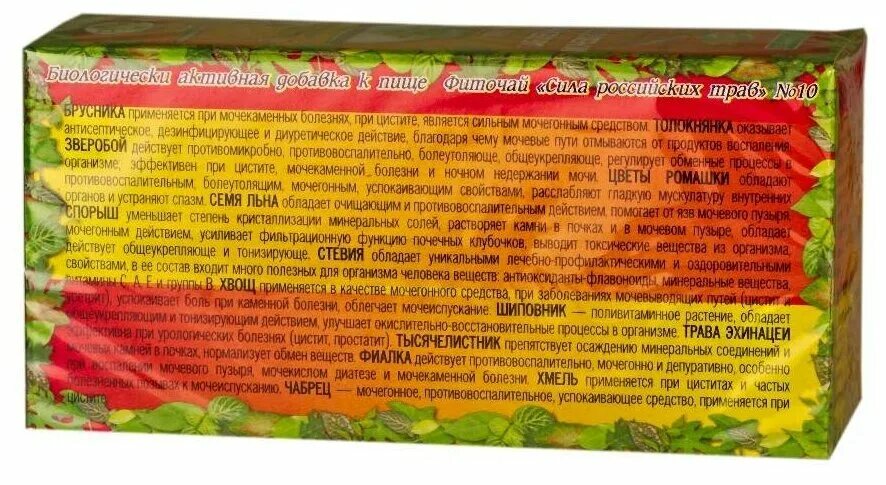 Биологически активная добавка к пище Фиточай «Сила российских трав» №10
БРУСНИКА применяется при мочекаменных болезнях, при цистите, является сильным мочегонным средством. ТОЛОКНЯНКА оказывает
антисептическое, дезинфицирующее и диуретическое действие, благодаря чему мочевые пути отмываются от продуктов воспаления.
ЗВЕРОБОЙ действует противомикробно, противовоспалительно, болеутоляюще, общеукрепляюще, регулирует обменные процессы в
организме; эффективен при цистите, мочекаменной болезни и ночном недержании мочи. ЦВЕТЫ РОМАШКИ обладают
противовоспалительным, болеутолящим, мочегонным, успокаивающим свойствами, расслабляют гладкую мускулатуру внутренних
органов и устраняют спазм. СЕМЯ ЛЬНА обладает очищающим и противовоспалительным действием, помогает от язв мочевого пузыря.
СПОРЫШ уменьшает степень кристаллизации минеральных солей, растворяет камни в почках и в мочевом пузыре, обладает
мочегонным действием, усиливает фильтрационную функцию почечных клубочков, выводит токсические вещества из организма,
действует общеукрепляюще и тонизирующе. СТЕВИЯ обладает уникальными лечебно-профилактическими и оздоровительными
свойствами, в ее состав входит много полезных для организма человека веществ: антиоксиданты-флавоноиды, минеральные вещества,
витамины С, А, Е и группы В. ХВОЩ применяется в качестве мочегонного средства, при заболеваниях мочевыводящих путей (цистит и
уретрит), успокаивает боль при каменной болезни, облегчает мочеиспускание. ШИПОВНИК — поливитаминное растение, обладает
общеукрепляющим и тонизирующим действием, улучшает окислительно-восстановительные процессы в организме. ТРАВА ЭХИНАЦЕИ
эффективна при урологических болезнях (цистит, простатит). ТЫСЯЧЕЛИСТНИК препятствует осаждению минеральных соединений и
мочевых камней в почках, нормализует обмен веществ. ФИАЛКА действует противовоспалительно, мочегонно и депуративно, особенно
при воспалении мочевого пузыря, мочекислом диатезе и мочекаменной болезни. ХМЕЛЬ применяется при циститах и частых
болезненных позывах к мочеиспусканию. ЧАБРЕЦ — мочегонное, противовоспалительное, успокаивающее средство, применяется при
цистите